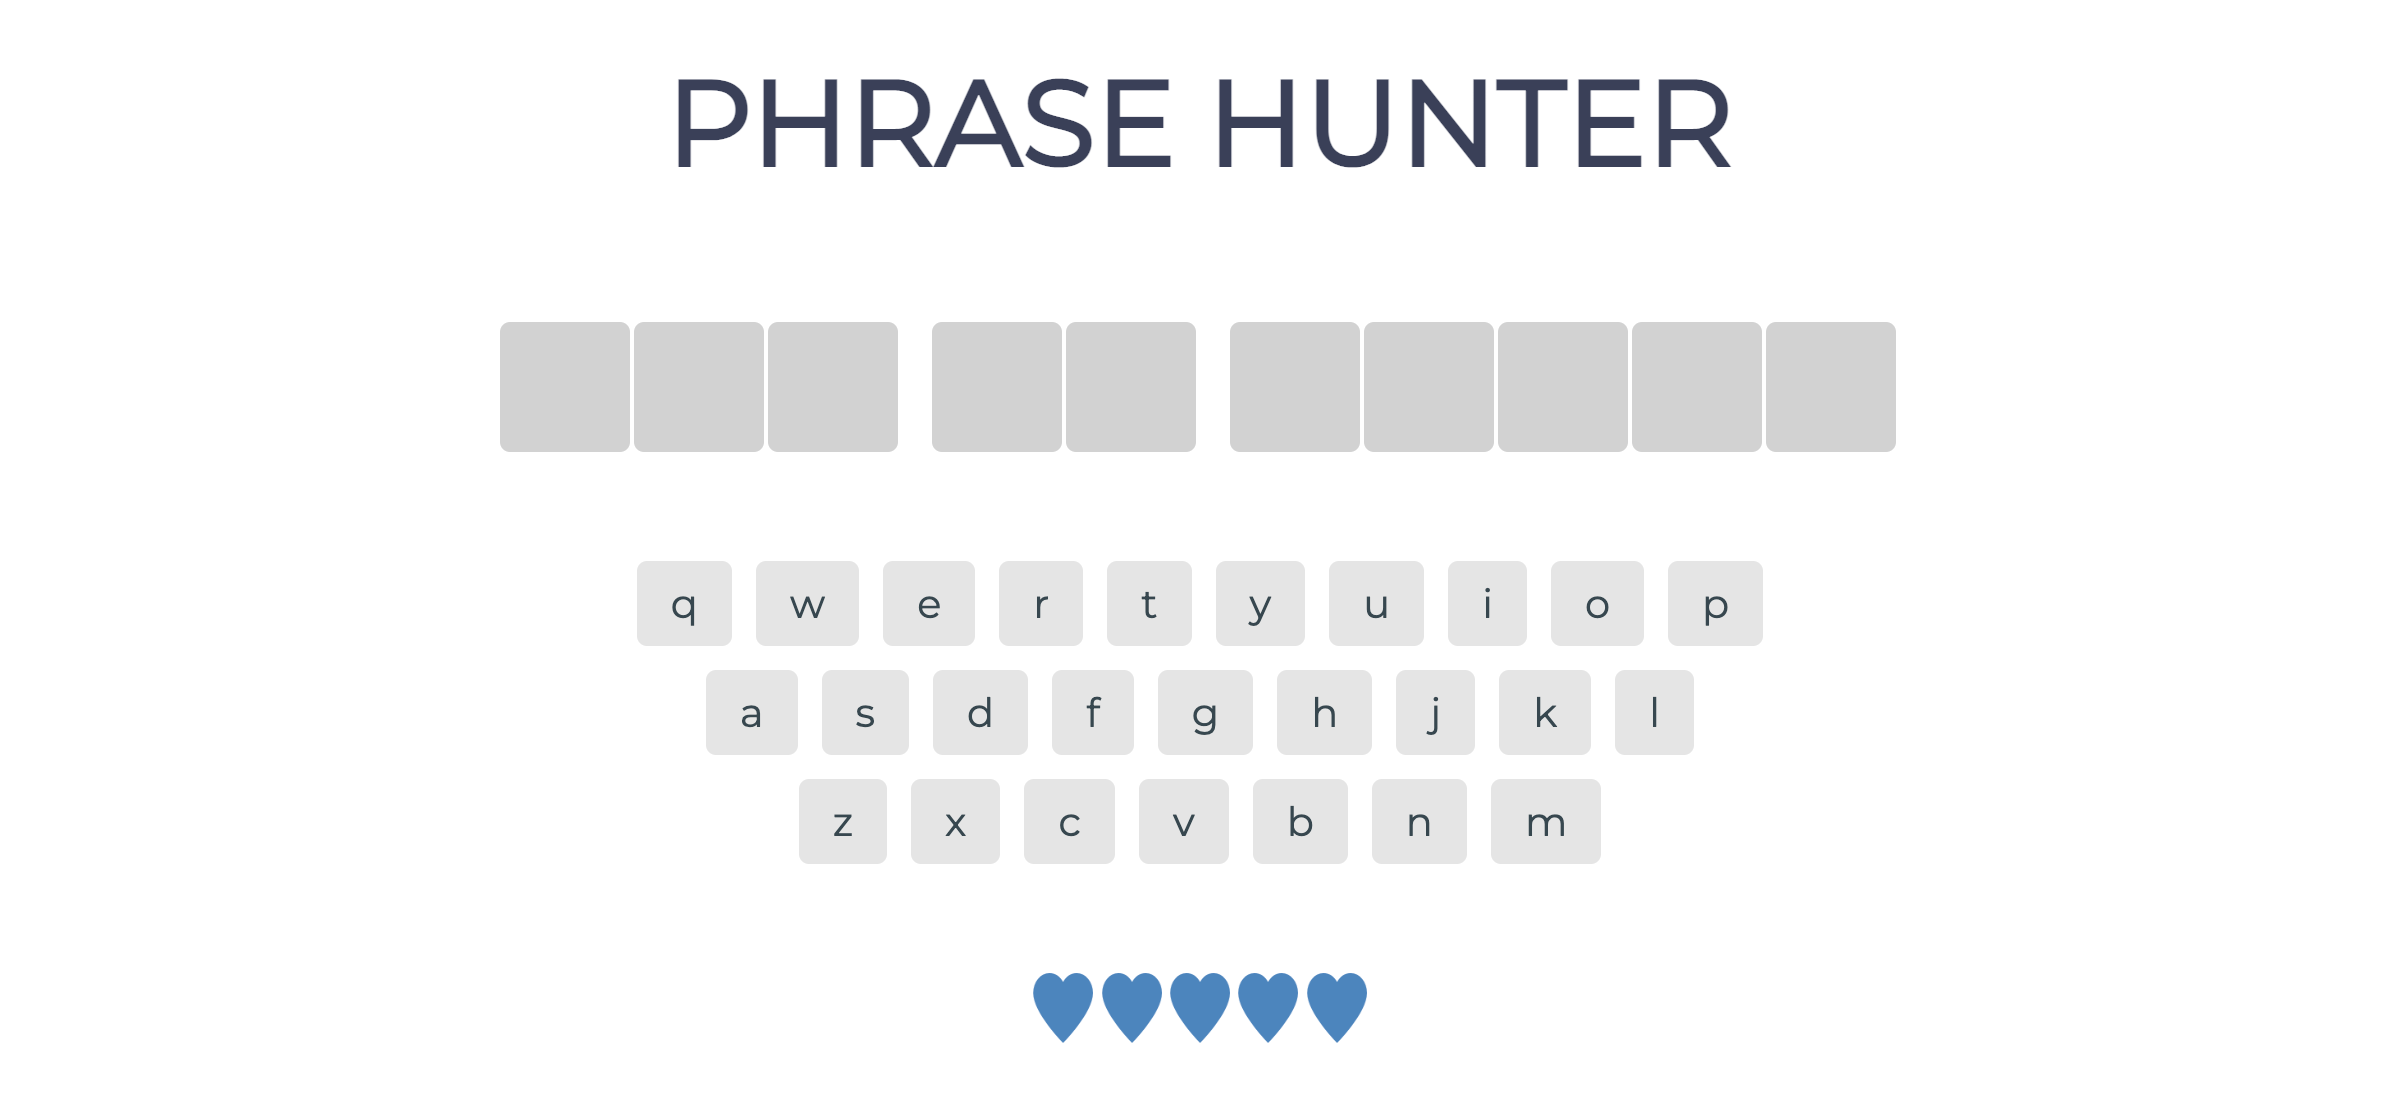 PHRASE HUNTER
q w e r t y u i o p
a s d f g h j k l
z x c v b n m